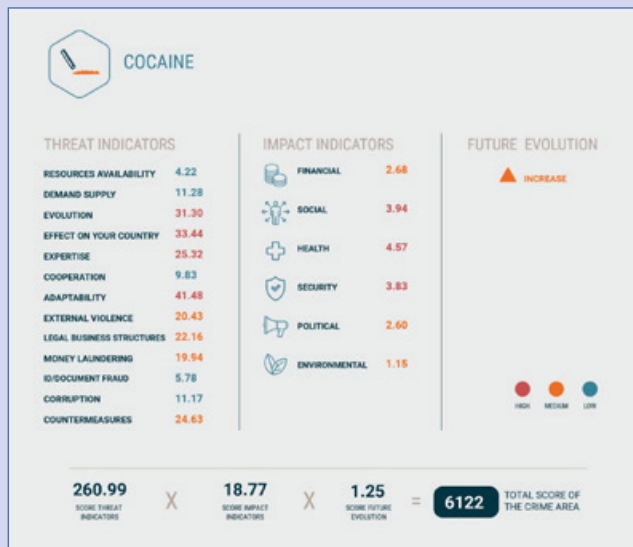 COCAINE
THREAT INDICATORS
RESOURCES AVAILABILITY 4.22
DEMAND SUPPLY 11.28
EVOLUTION 31.30
EFFECT ON YOUR COUNTRY 33.44
EXPERTISE 25.32
COOPERATION 9.83
ADAPTABILITY 41.48
EXTERNAL VIOLENCE 20.43
LEGAL BUSINESS STRUCTURES 22.16
MONEY LAUNDERING 19.94
ID/DOCUMENT FRAUD 5.78
CORRUPTION 11.17
COUNTERMEASURES 24.63
IMPACT INDICATORS
FINANCIAL 2.68
SOCIAL 3.94
HEALTH 4.57
SECURITY 3.83
POLITICAL 2.60
ENVIRONMENTAL 1.15
FUTURE EVOLUTION
INCREASE
HIGH MEDIUM LOW
260.99 X 18.77 X 1.25 = 6122
SCORE THREAT INDICATORS
SCORE IMPACT INDICATORS
SCORE FUTURE EVOLUTION
TOTAL SCORE OF
THE CRIME AREA